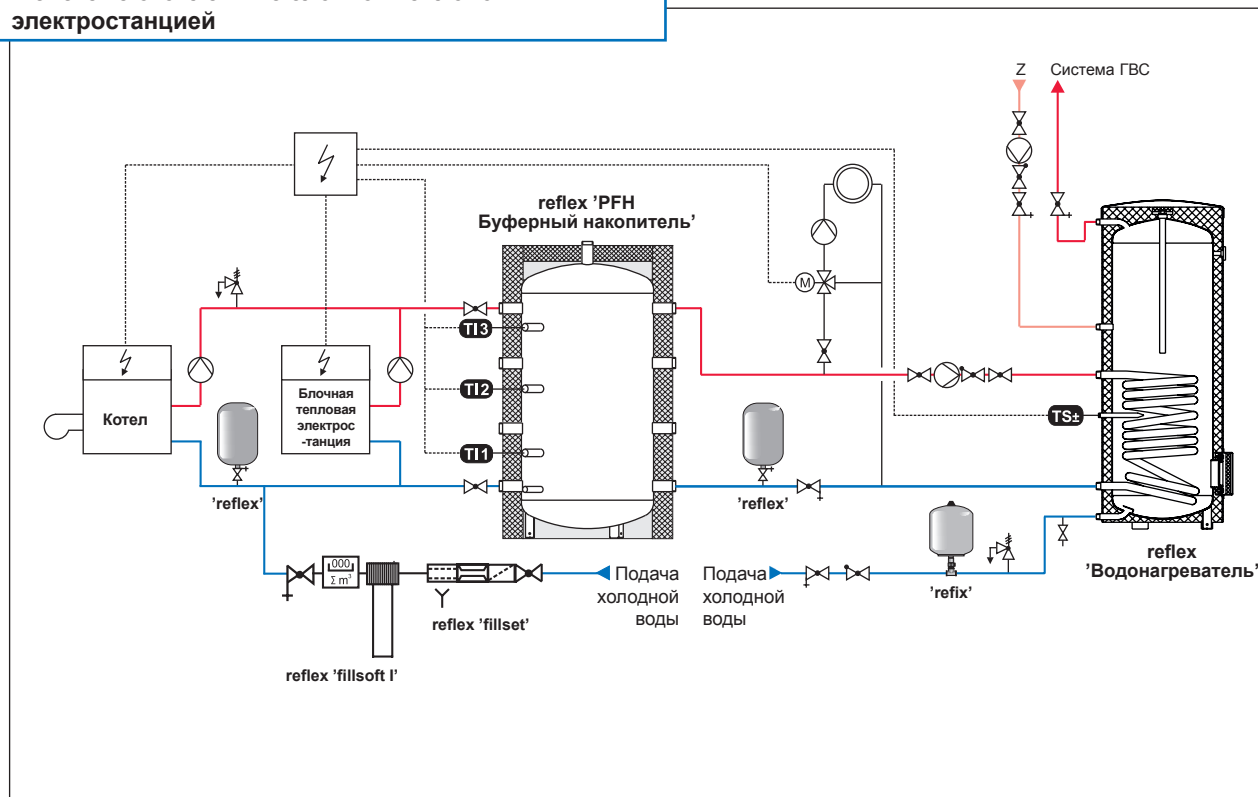 электростанцией
Z
Система ГВС
reflex 'PFH
Буферный накопитель'
M
TI3
TI2
TI1
Котел
Блочная
тепловая
электрос
-танция
TS±
'reflex'
'reflex'
'refix'
reflex
'Водонагреватель'
000
Σ m³
Подача
холодной
воды
Подача
холодной
воды
reflex 'fillset'
reflex 'fillsoft I'